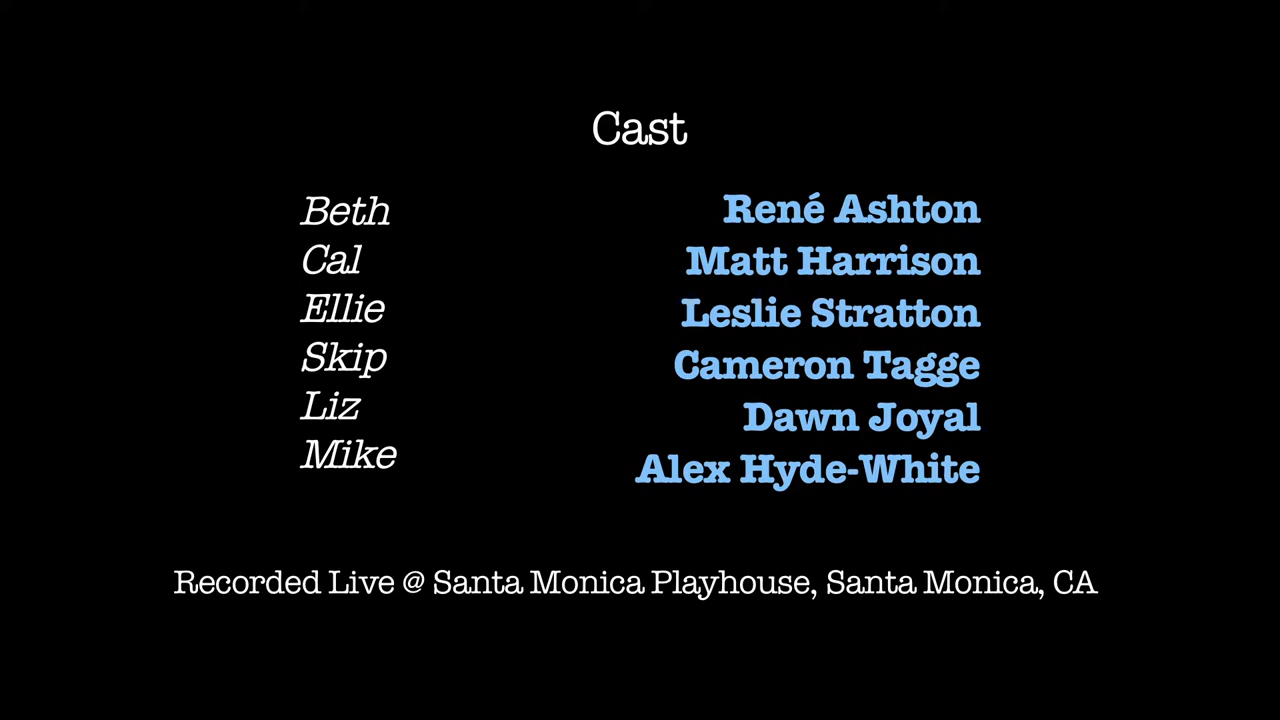 Cast
Beth René Ashton
Cal Matt Harrison
Ellie Leslie Stratton
Skip Cameron Tagge
Liz Dawn Joyal
Mike Alex Hyde-White
Recorded Live @ Santa Monica Playhouse, Santa Monica, CA